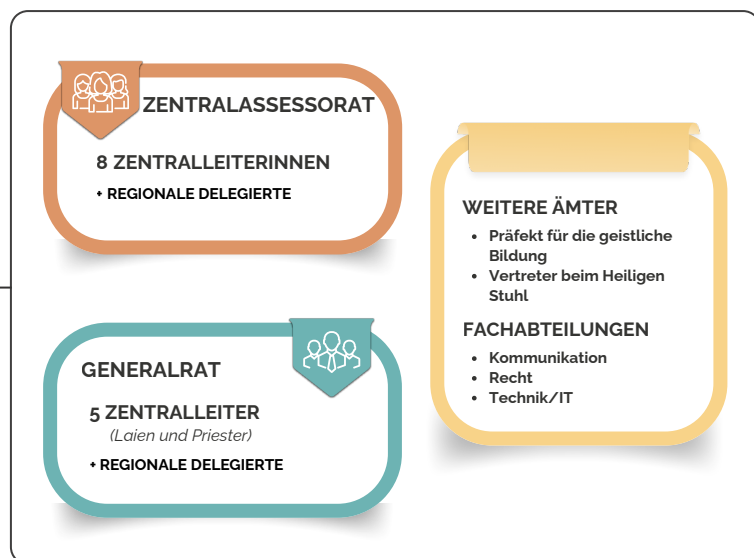 ZENTRALASSESSORAT
8 ZENTRALLEITERINNEN
+ REGIONALE DELEGIERTE
GENERALRAT
5 ZENTRALLEITER
(Laien und Priester)
+ REGIONALE DELEGIERTE
WEITERE ÄMTER
• Präfekt für die geistliche
Bildung
• Vertreter beim Heiligen
Stuhl
FACHABTEILUNGEN
• Kommunikation
• Recht
• Technik/IT